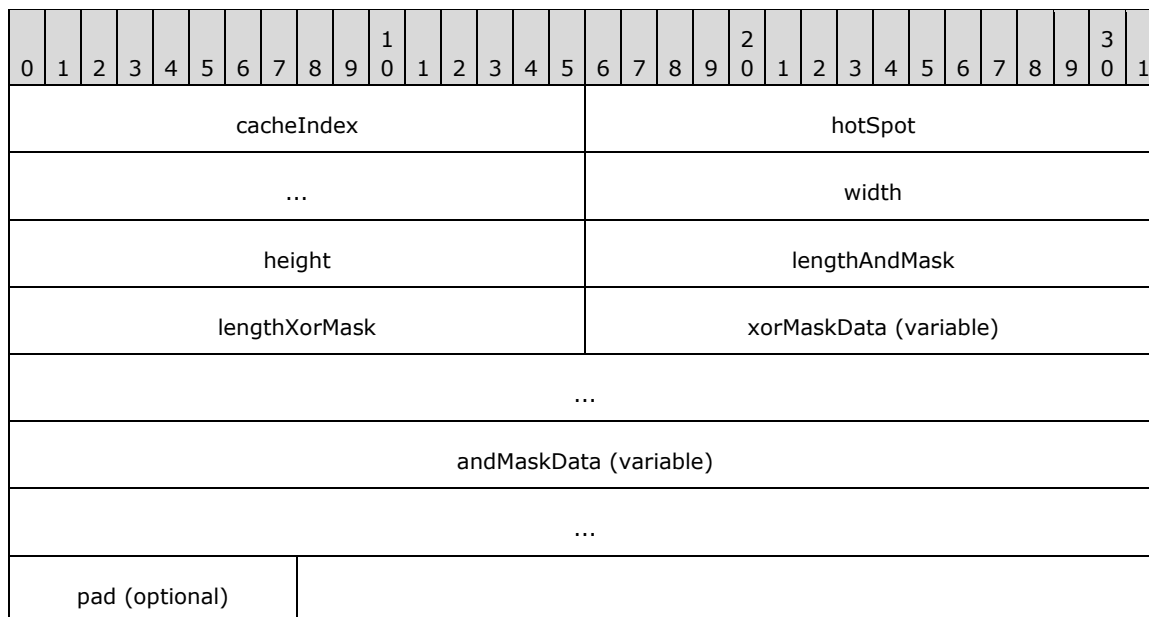 1 2 3
0 1 2 3 4 5 6 7 8 9 0 1 2 3 4 5 6 7 8 9 0 1 2 3 4 5 6 7 8 9 0 1
cacheIndex hotSpot
... width
height lengthAndMask
lengthXorMask xorMaskData (variable)
...
andMaskData (variable)
...
pad (optional)